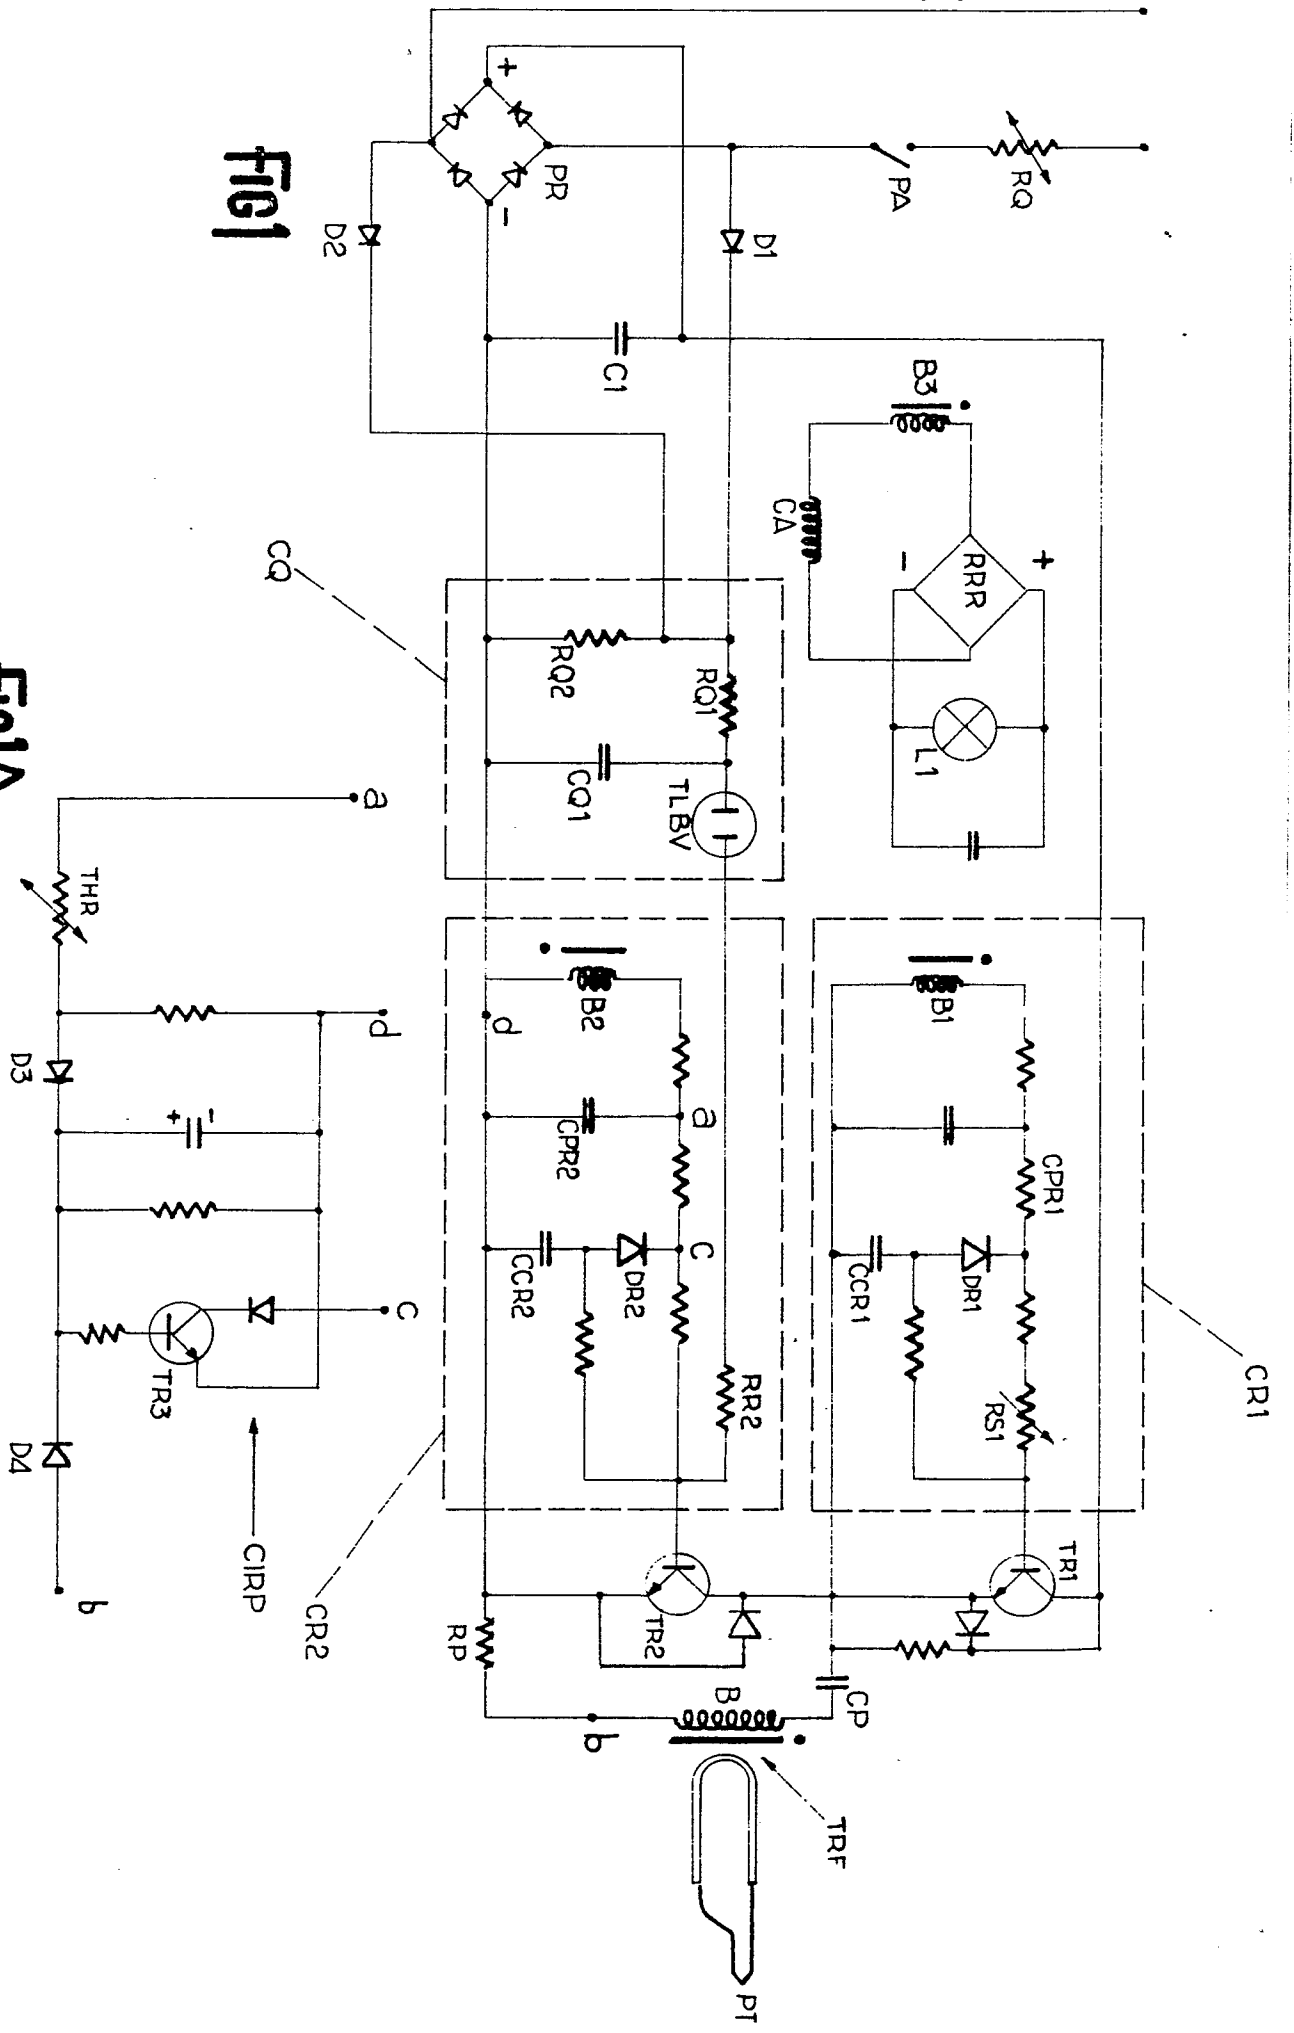 FIG1
+
-
PR
D2
D1
PA
RQ
C1
B3
CA
-
+
RRR
L1
CQ
RQ2
RQ1
CQ1
TLBV
B2
d
a
CPR2
c
CCR2
DR2
RR2
CR2
B1
CPR1
CCR1
DR1
RS1
CR1
TR1
TR2
RP
CP
B
b
TRF
PT
a
THR
d
D3
+
-
c
TR3
D4
b
CIRP